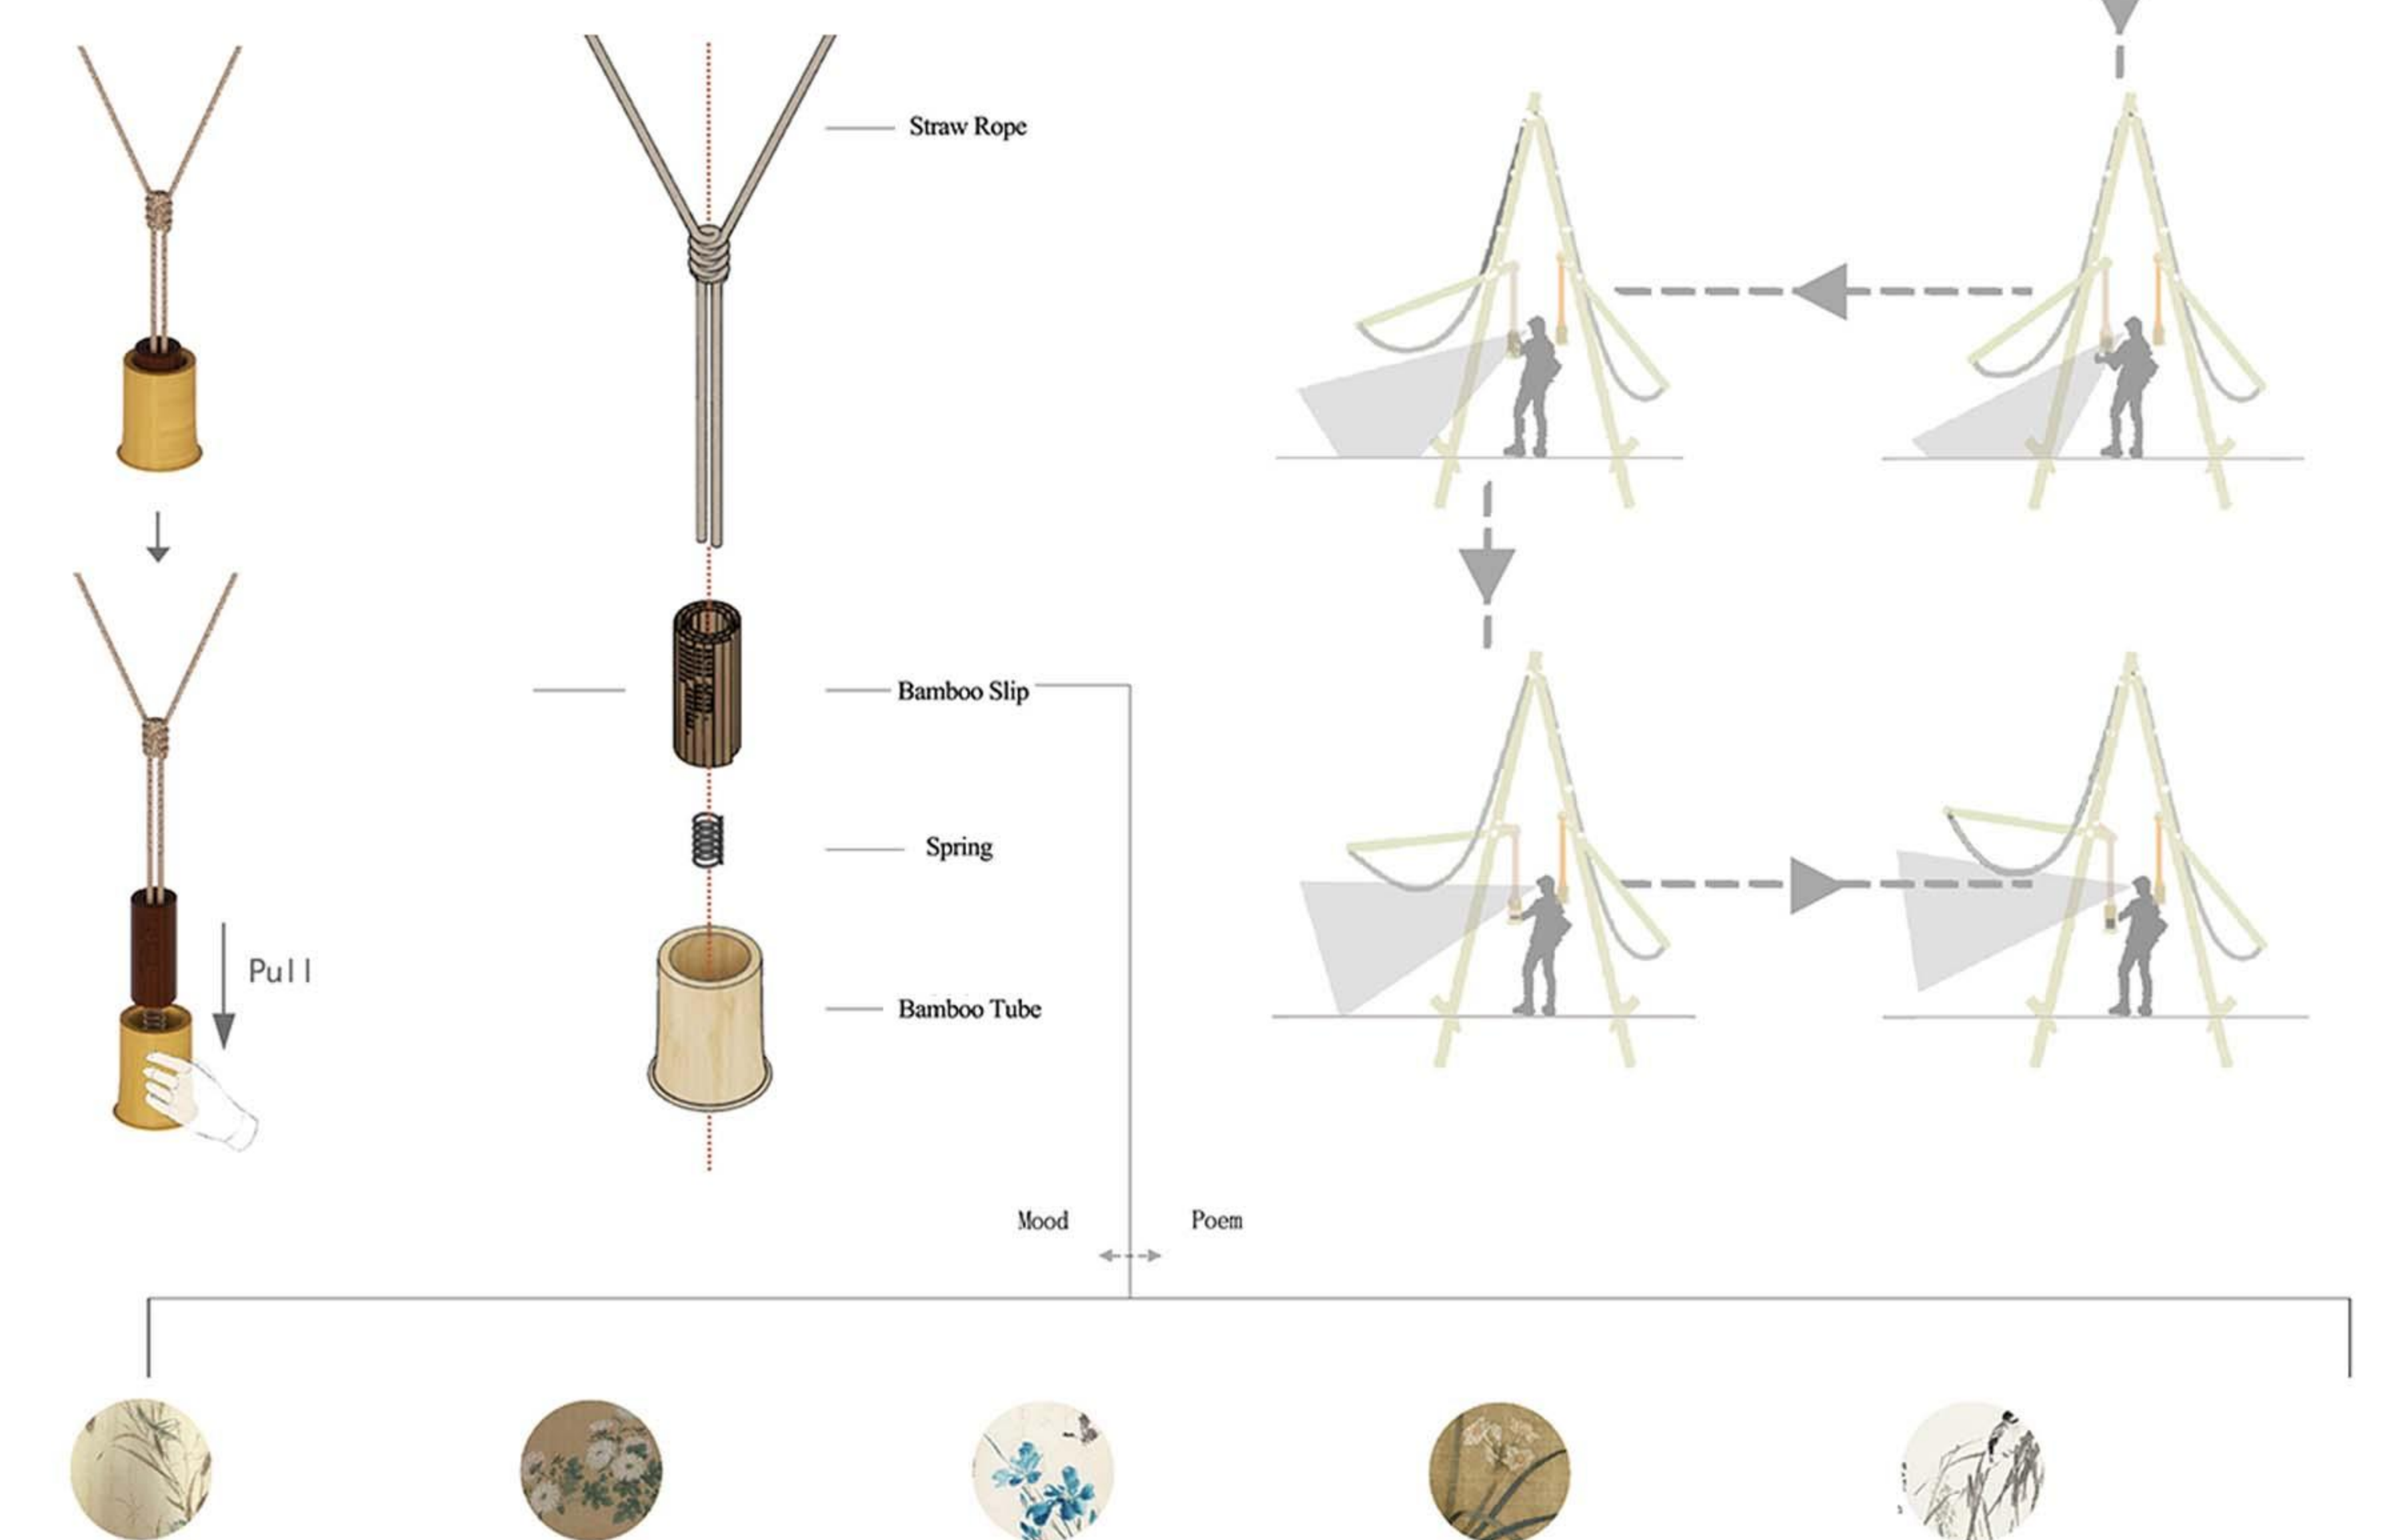 Straw Rope
Bamboo Slip
Spring
Pull
Bamboo Tube
Mood
Poem